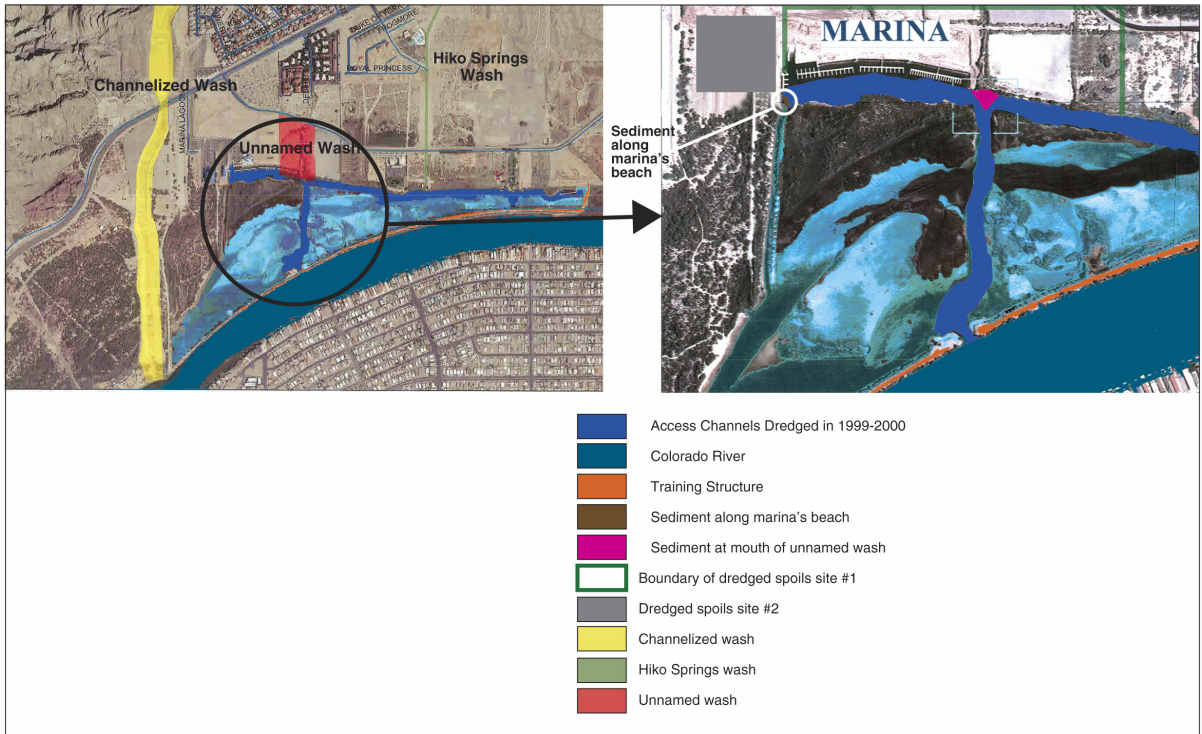 Channelized Wash
Hiko Springs
Wash
Unnamed Wash
ROYAL PRINCESS
MARINA LAGOO
MARINA
Sediment
along
marina's
beach
Access Channels Dredged in 1999-2000
Colorado River
Training Structure
Sediment along marina's beach
Sediment at mouth of unnamed wash
Boundary of dredged spoils site #1
Dredged spoils site #2
Channelized wash
Hiko Springs wash
Unnamed wash